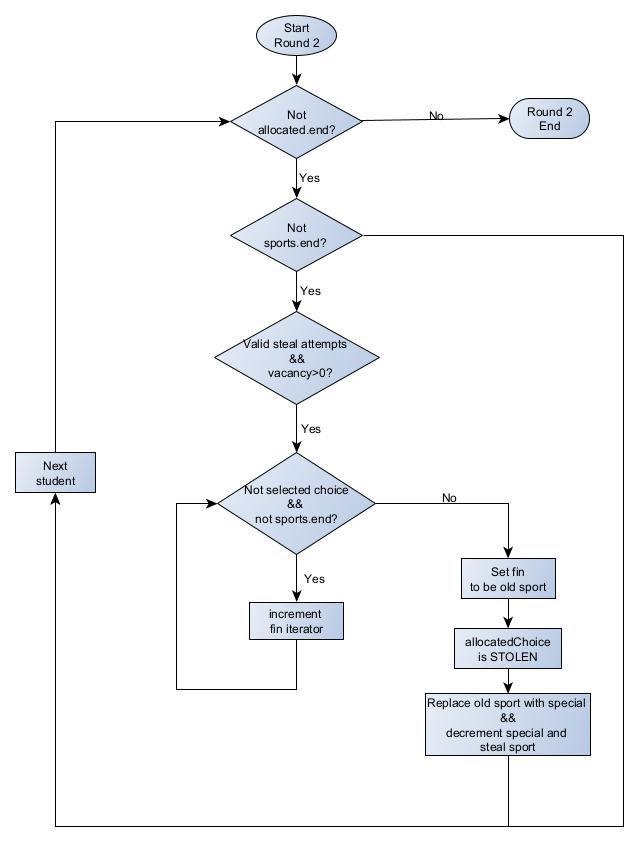 Start
Round 2
Not
allocated.end?
No
Round 2
End
Yes
Not
sports.end?
Yes
Valid steal attempts
&&
vacancy>0?
Yes
Next
student
Not selected choice
&&
not sports.end?
No
Yes
Set fin
to be old sport
increment
fin iterator
allocatedChoice
is STOLEN
Replace old sport with special
&&
decrement special and
steal sport